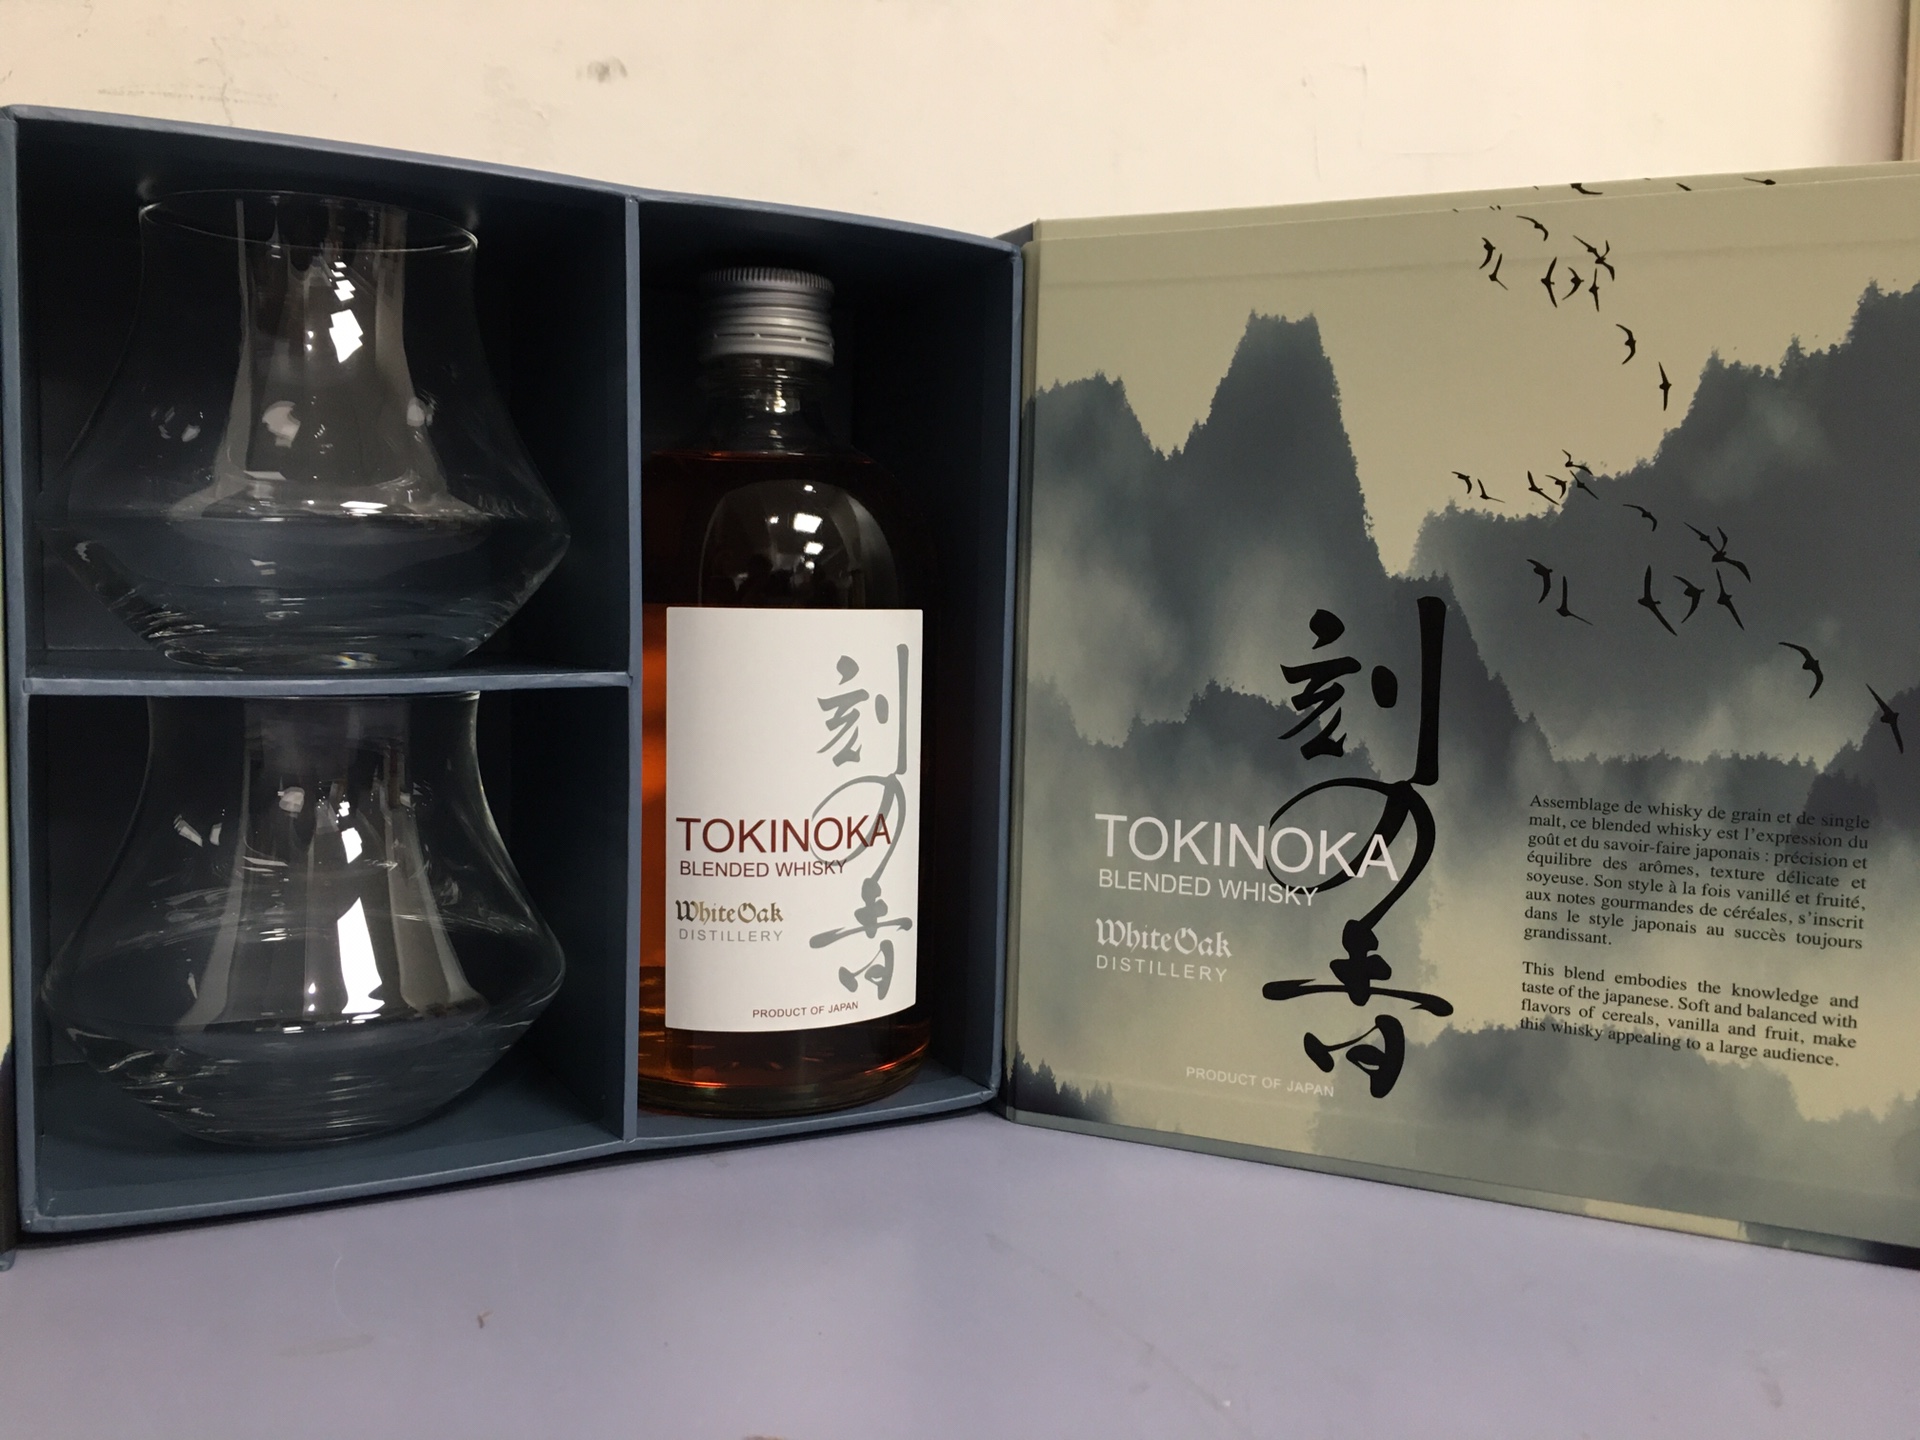 刻の香
TOKINOKA
BLENDED WHISKY
WhiteOak
DISTILLERY
PRODUCT OF JAPAN
刻の香
TOKINOKA
BLENDED WHISKY
WhiteOak
DISTILLERY
PRODUCT OF JAPAN
Assemblage de whisky de grain et de single
malt, ce blended whisky est l'expression du
goût et du savoir-faire japonais : précision et
équilibre des arômes, texture délicate et
soyeuse. Son style à la fois vanillé et fruité,
aux notes gourmandes de céréales, s'inscrit
dans le style japonais au succès toujours
grandissant.
This blend embodies the knowledge and
taste of the japanese. Soft and balanced with
flavors of cereals, vanilla and fruit, make
this whisky appealing to a large audience.